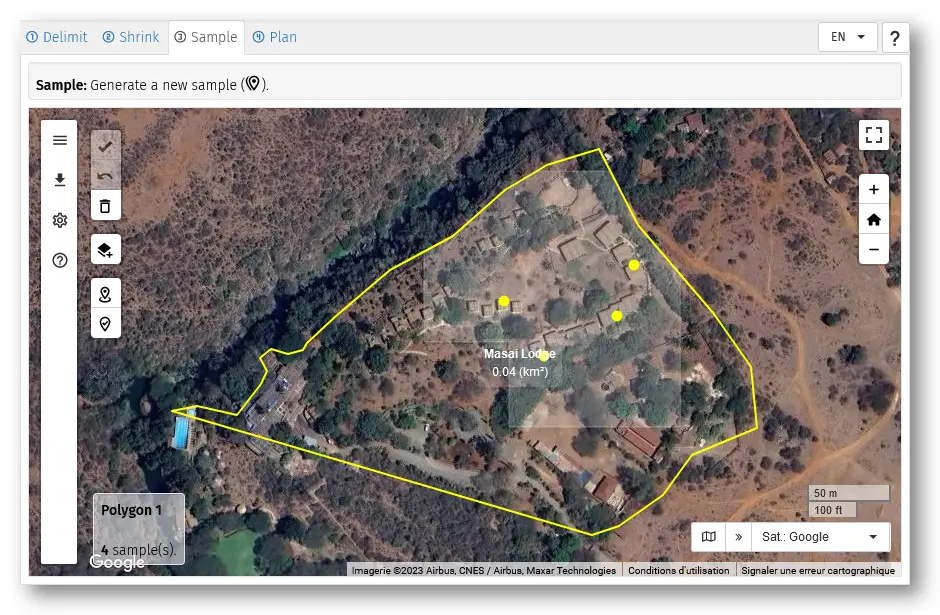 ① Delimit ② Shrink ③ Sample ④ Plan EN ?
Sample: Generate a new sample ( ).
Masai Lodge
0.04 (km²)
50 m
100 ft
Polygon 1
4 sample(s).
Sat.: Google
Google
Imagerie ©2023 Airbus, CNES / Airbus, Maxar Technologies Conditions d'utilisation Signaler une erreur cartographique